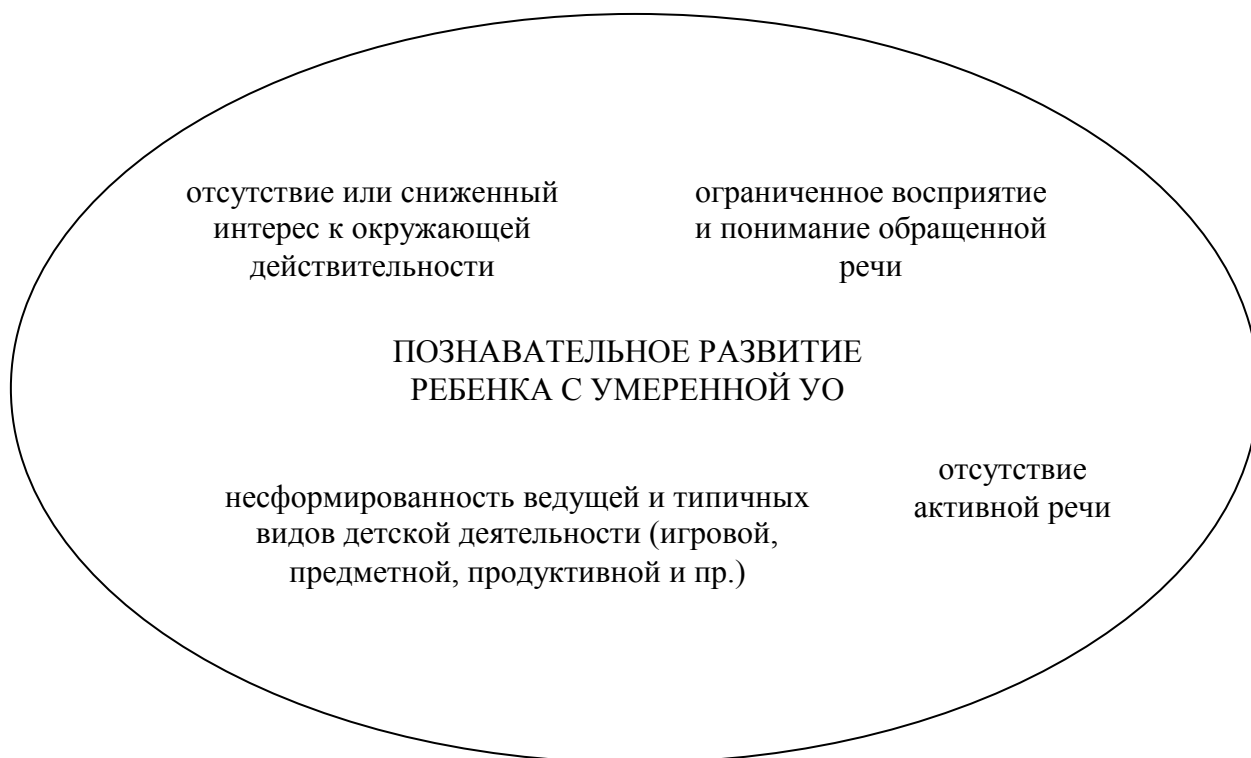 отсутствие или сниженный
интерес к окружающей
действительности
ограниченное восприятие
и понимание обращенной
речи
ПОЗНАВАТЕЛЬНОЕ РАЗВИТИЕ
РЕБЕНКА С УМЕРЕННОЙ УО
несформированность ведущей и типичных
видов детской деятельности (игровой,
предметной, продуктивной и пр.)
отсутствие
активной речи